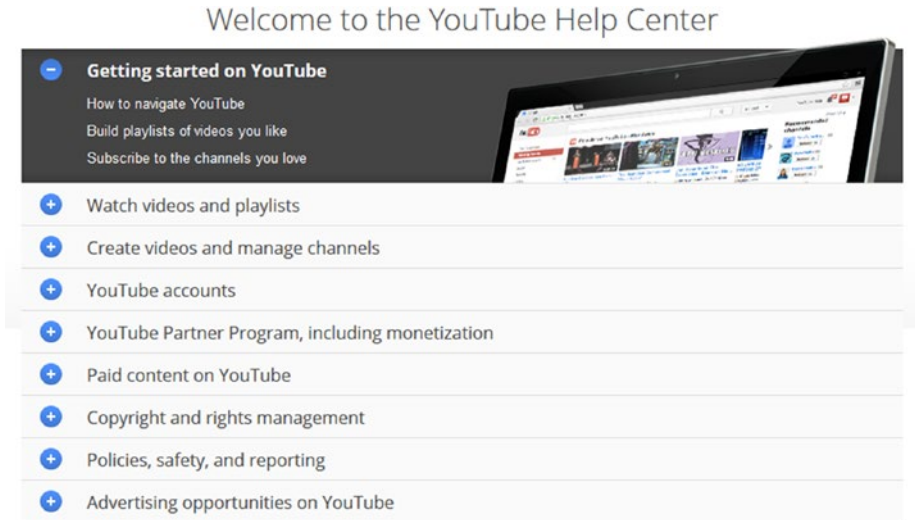 Welcome to the YouTube Help Center
Getting started on YouTube
How to navigate YouTube
Build playlists of videos you like
Subscribe to the channels you love
Recommended
channels
Watch videos and playlists
Create videos and manage channels
YouTube accounts
YouTube Partner Program, including monetization
Paid content on YouTube
Copyright and rights management
Policies, safety, and reporting
Advertising opportunities on YouTube